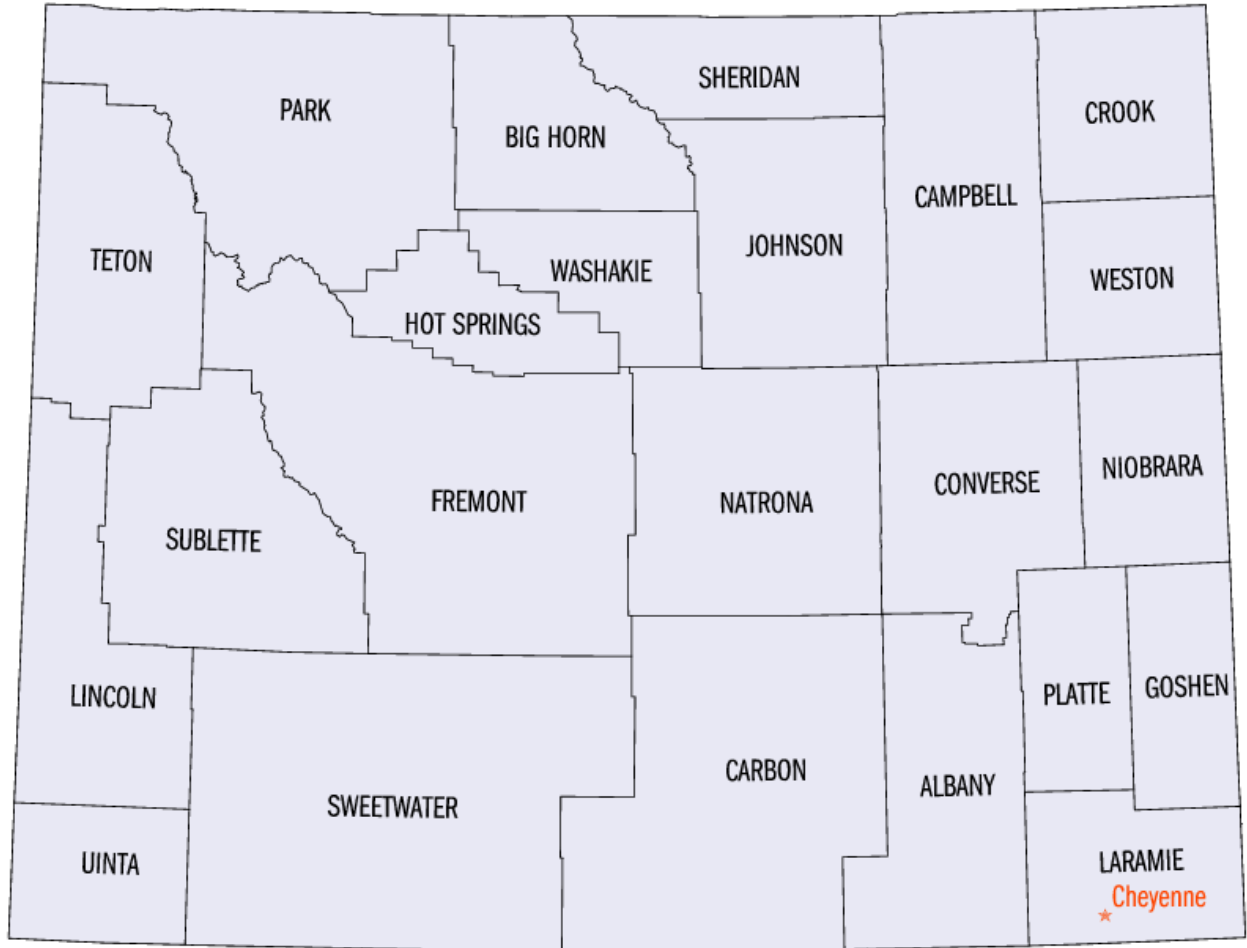 SHERIDAN
PARK
CROOK
BIG HORN
CAMPBELL
JOHNSON
TETON
WASHAKIE
WESTON
HOT SPRINGS
NIOBRARA
CONVERSE
FREMONT
NATRONA
SUBLETTE
GOSHEN
PLATTE
LINCOLN
CARBON
ALBANY
SWEETWATER
LARAMIE
UINTA
Cheyenne